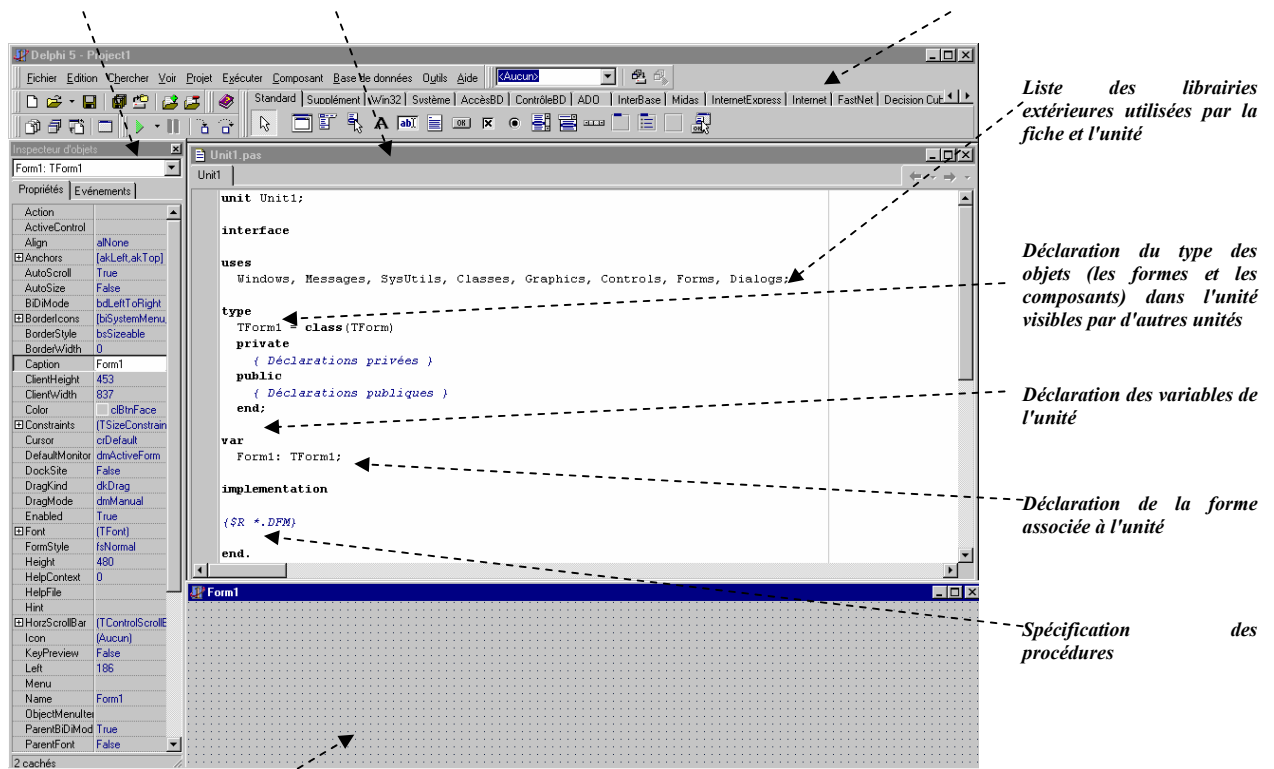 Delphi 5 - Project1
Fichier Edition Chercher Voir Projet Exécuter Composant Base de données Outils Aide <Aucun>
Standard Supplément Win32 Système AccèsBD ContrôleBD ADO InterBase Midas InternetExpress Internet FastNet Decision Cub
Inspecteur d'objets
Form1: TForm1
Propriétés Evénements
Action
ActiveControl
Align alNone
Anchors [akLeft,akTop]
AutoScroll True
AutoSize False
BiDiMode bdLeftToRight
BorderIcons [biSystemMenu,
BorderStyle bsSizeable
BorderWidth 0
Caption Form1
ClientHeight 453
ClientWidth 837
Color clBtnFace
Constraints (TSizeConstrain
Cursor crDefault
DefaultMonitor dmActiveForm
DockSite False
DragKind dkDrag
DragMode dmManual
Enabled True
Font (TFont)
FormStyle fsNormal
Height 480
HelpContext 0
HelpFile
Hint
HorzScrollBar (TControlScrollB
Icon (Aucun)
KeyPreview False
Left 186
Menu
Name Form1
ObjectMenuIter
ParentBiDiMod True
ParentFont False
2 cachés
Unit1.pas
Unit1
unit Unit1;
interface
uses
Windows, Messages, SysUtils, Classes, Graphics, Controls, Forms, Dialogs;
type
TForm1 = class(TForm)
private
{ Déclarations privées }
public
{ Déclarations publiques }
end;
var
Form1: TForm1;
implementation
{$R *.DFM}
end.
Form1
Liste des librairies
extérieures utilisées par la
fiche et l'unité
Déclaration du type des
objets (les formes et les
composants) dans l'unité
visibles par d'autres unités
Déclaration des variables de
l'unité
Déclaration de la forme
associée à l'unité
Spécification des
procédures